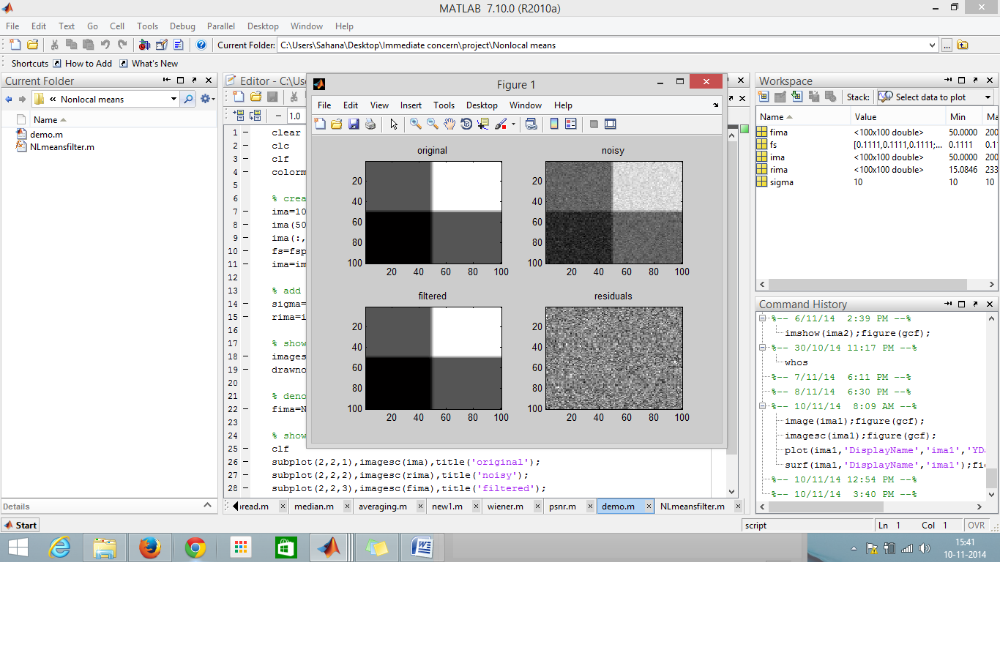 MATLAB 7.10.0 (R2010a)
File Edit Text Go Cell Tools Debug Parallel Desktop Window Help
Current Folder: C:\Users\Sahana\Desktop\Immediate concern\project\Nonlocal means
Shortcuts How to Add What's New
Current Folder
« Nonlocal means
Name
demo.m
NLmeansfilter.m
Details
Editor - C:\Use
1.0
1 clear
2 clc
3 clf
4 colorm
5
6 % crea
7 ima=10
8 ima(50
9 ima(:,
10 fs=fsp
11 ima=im
12
13 % add
14 sigma=
15 rima=i
16
17 % show
18 images
19 drawno
20
21 % deno
22 fima=N
23
24 % show
25 clf
26 subplot(2,2,1),imagesc(ima),title('original');
27 subplot(2,2,2),imagesc(rima),title('noisy');
28 subplot(2,2,3),imagesc(fima),title('filtered');
Figure 1
File Edit View Insert Tools Desktop Window Help
original
20
40
60
80
100
20 40 60 80 100
noisy
20
40
60
80
100
20 40 60 80 100
filtered
20
40
60
80
100
20 40 60 80 100
residuals
20
40
60
80
100
20 40 60 80 100
read.m median.m averaging.m new1.m wiener.m psnr.m demo.m NLmeansfilter.m
Workspace
Stack: Select data to plot
Name Value Min Ma
fima <100x100 double> 50.0000 200
fs [0.1111,0.1111,0.1111;... 0.1111 0.11
ima <100x100 double> 50.0000 200
rima <100x100 double> 15.0846 233
sigma 10 10 10
Command History
%-- 6/11/14 2:39 PM --%
imshow(ima2);figure(gcf);
%-- 30/10/14 11:17 PM --%
whos
%-- 7/11/14 6:11 PM --%
%-- 8/11/14 6:30 PM --%
%-- 10/11/14 8:09 AM --%
image(ima1);figure(gcf);
imagesc(ima1);figure(gcf);
plot(ima1,'DisplayName','ima1','YDa
surf(ima1,'DisplayName','ima1');fig
%-- 10/11/14 12:54 PM --%
%-- 10/11/14 3:40 PM --%
Start
script
Ln 1 Col 1 OVR
15:41
10-11-2014